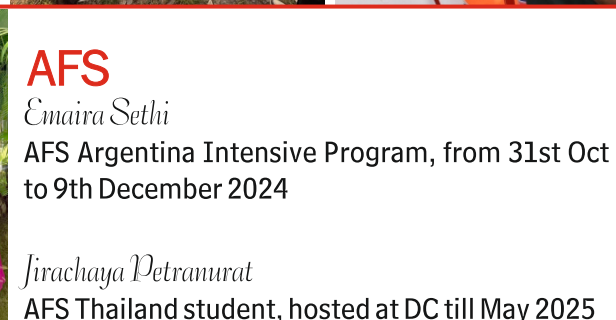 AFS
Emaira Sethi
AFS Argentina Intensive Program, from 31st Oct
to 9th December 2024
Jirachaya Petranurat
AFS Thailand student, hosted at DC till May 2025